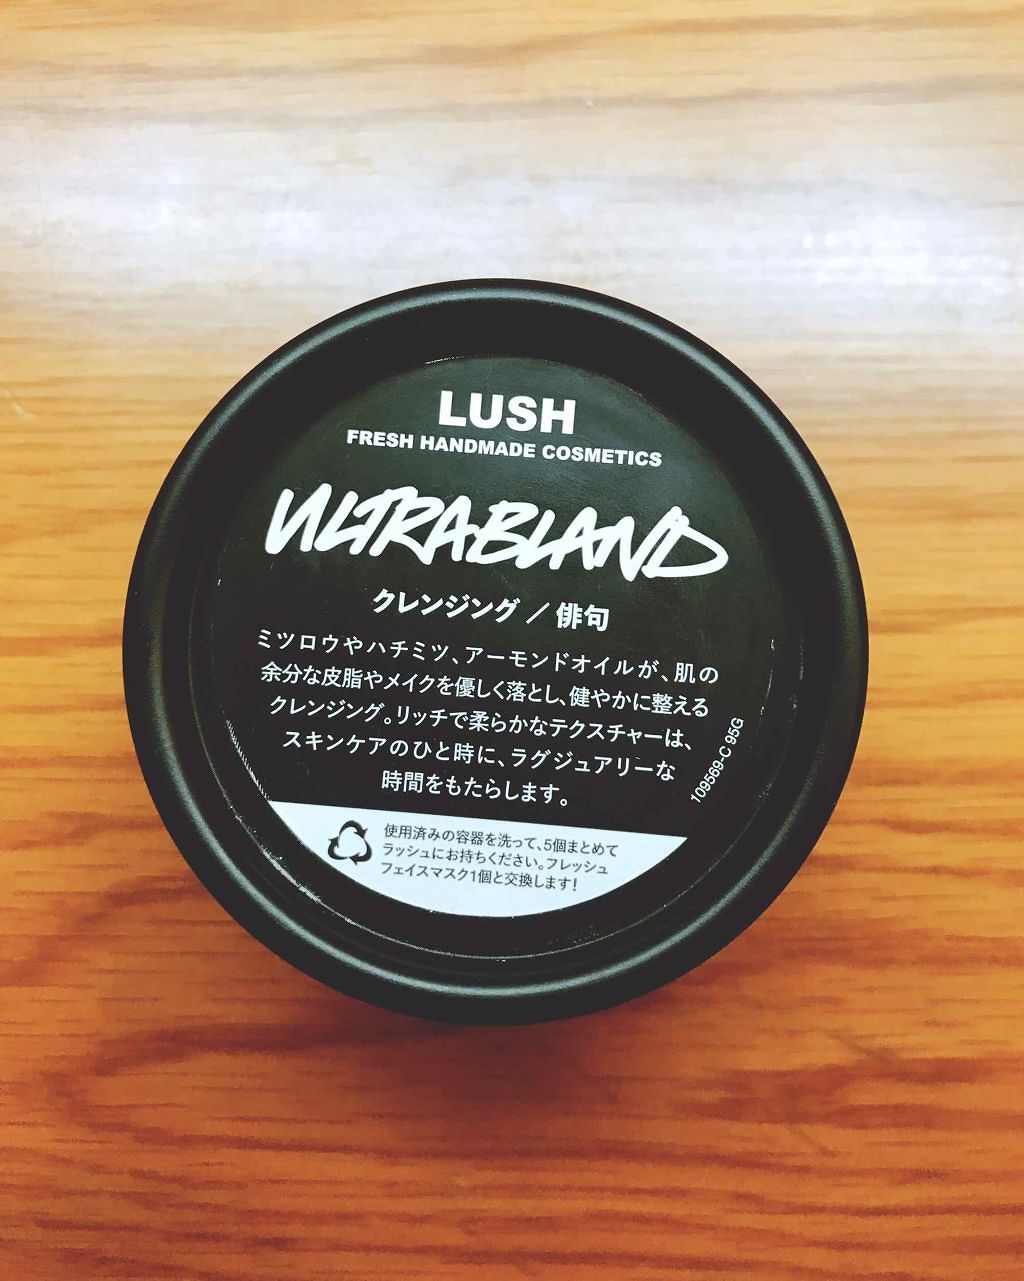 LUSH
FRESH HANDMADE COSMETICS
ULTRABLAND
クレンジング／俳句
ミツロウやハチミツ、アーモンドオイルが、肌の
余分な皮脂やメイクを優しく落とし、健やかに整える
クレンジング。リッチで柔らかなテクスチャーは、
スキンケアのひと時に、ラグジュアリーな
時間をもたらします。
109569-C 95G
使用済みの容器を洗って、5個まとめて
ラッシュにお持ちください。フレッシュ
フェイスマスク1個と交換します!